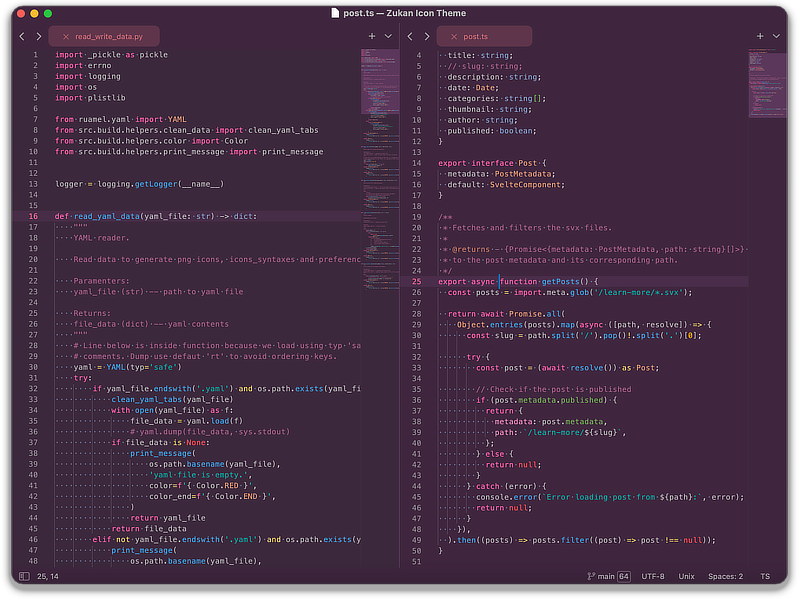 post.ts — Zukan Icon Theme
read_write_data.py
1 import _pickle as pickle
2 import errno
3 import logging
4 import os
5 import plistlib
6
7 from ruamel.yaml import YAML
8 from src.build.helpers.clean_data import clean_yaml_tabs
9 from src.build.helpers.color import Color
10 from src.build.helpers.print_message import print_message
11
12
13 logger = logging.getLogger(__name__)
14
15
16 def read_yaml_data(yaml_file: str) -> dict:
17 """
18 YAML reader.
19
20 Read data to generate png icons, icons_syntaxes and preferenc
21
22 Paramenters:
23 yaml_file (str) -- path to yaml file
24
25 Returns:
26 file_data (dict) -- yaml contents
27 """
28 # Line below is inside function because we load using typ 'sa
29 # comments. Dump use defaut 'rt' to avoid ordering keys.
30 yaml = YAML(typ='safe')
31 try:
32 if yaml_file.endswith('.yaml') and os.path.exists(yaml_fi
33 clean_yaml_tabs(yaml_file)
34 with open(yaml_file) as f:
35 file_data = yaml.load(f)
36 # yaml.dump(file_data, sys.stdout)
37 if file_data is None:
38 print_message(
39 os.path.basename(yaml_file),
40 'yaml file is empty.',
41 color=f'{ Color.RED }',
42 color_end=f'{ Color.END }',
43 )
44 return yaml_file
45 return file_data
46 elif not yaml_file.endswith('.yaml') and os.path.exists(y
47 print_message(
48 os.path.basename(yaml_file),
post.ts
4 title: string;
5 // slug: string;
6 description: string;
7 date: Date;
8 categories: string[];
9 thumbnail: string;
10 author: string;
11 published: boolean;
12 }
13
14 export interface Post {
15 metadata: PostMetadata;
16 default: SvelteComponent;
17 }
18
19 /**
20 * Fetches and filters the svx files.
21 *
22 * @returns - {Promise<{metadata: PostMetadata, path: string}[]>}
23 * to the post metadata and its corresponding path.
24 */
25 export async function getPosts() {
26 const posts = import.meta.glob('/learn-more/*.svx');
27
28 return await Promise.all(
29 Object.entries(posts).map(async ([path, resolve]) => {
30 const slug = path.split('/').pop()!.split('.')[0];
31
32 try {
33 const post = (await resolve()) as Post;
34
35 // Check if the post is published
36 if (post.metadata.published) {
37 return {
38 metadata: post.metadata,
39 path: `/learn-more/${slug}`,
40 };
41 } else {
42 return null;
43 }
44 } catch (error) {
45 console.error(`Error loading post from ${path}:`, error);
46 return null;
47 }
48 }),
49 ).then((posts) => posts.filter((post) => post !== null));
50 }
51
25, 14
main 64 UTF-8 Unix Spaces: 2 TS